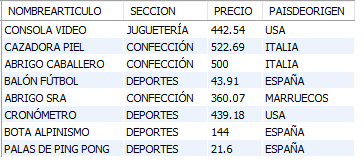 NOMBREARTICULO SECCION PRECIO PAISDEORIGEN
CONSOLA VIDEO JUGUETERÍA 442.54 USA
CAZADORA PIEL CONFECCIÓN 522.69 ITALIA
ABRIGO CABALLERO CONFECCIÓN 500 ITALIA
BALÓN FÚTBOL DEPORTES 43.91 ESPAÑA
ABRIGO SRA CONFECCIÓN 360.07 MARRUECOS
CRONÓMETRO DEPORTES 439.18 USA
BOTA ALPINISMO DEPORTES 144 ESPAÑA
PALAS DE PING PONG DEPORTES 21.6 ESPAÑA